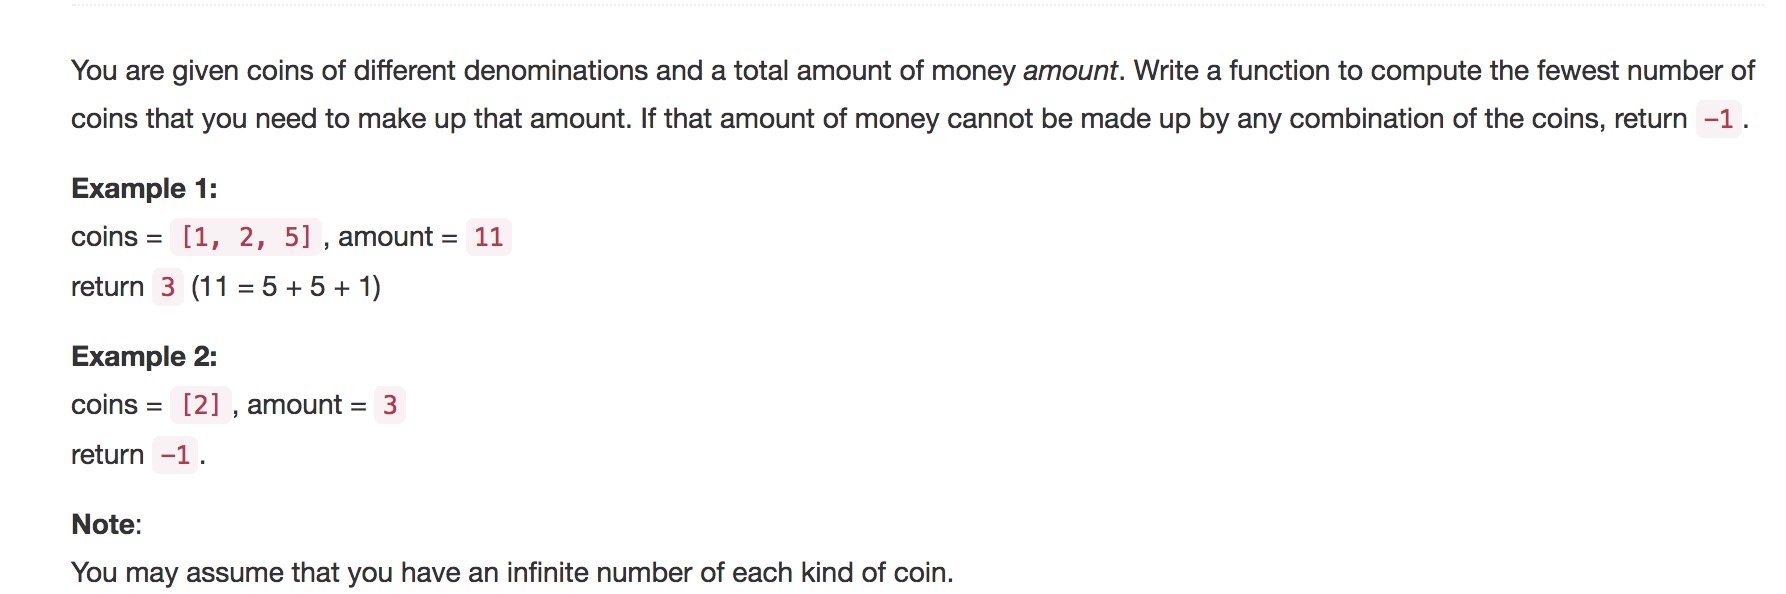 You are given coins of different denominations and a total amount of money amount. Write a function to compute the fewest number of
coins that you need to make up that amount. If that amount of money cannot be made up by any combination of the coins, return -1 .
Example 1:
coins = [1, 2, 5] , amount = 11
return 3 (11 = 5 + 5 + 1)
Example 2:
coins = [2] , amount = 3
return -1 .
Note:
You may assume that you have an infinite number of each kind of coin.